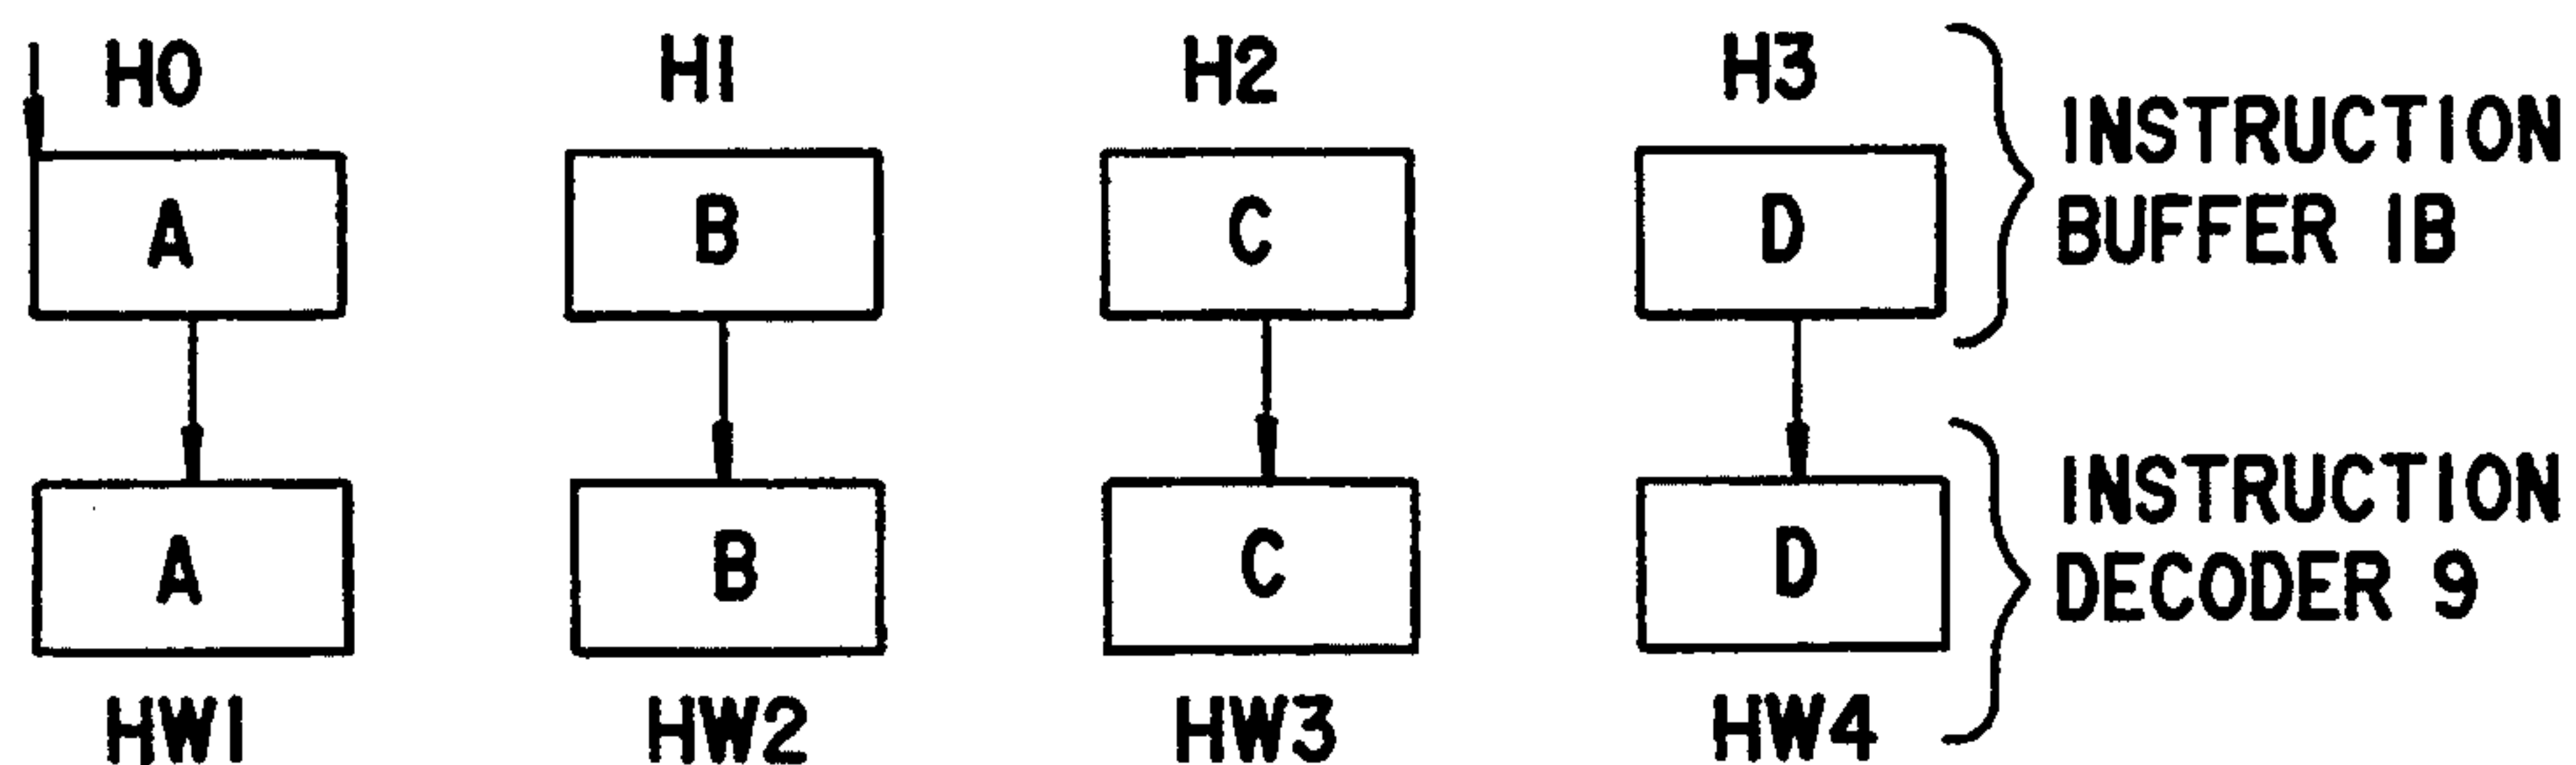 H0 H1 H2 H3
A B C D
INSTRUCTION
BUFFER IB
A B C D
INSTRUCTION
DECODER 9
HW1 HW2 HW3 HW4